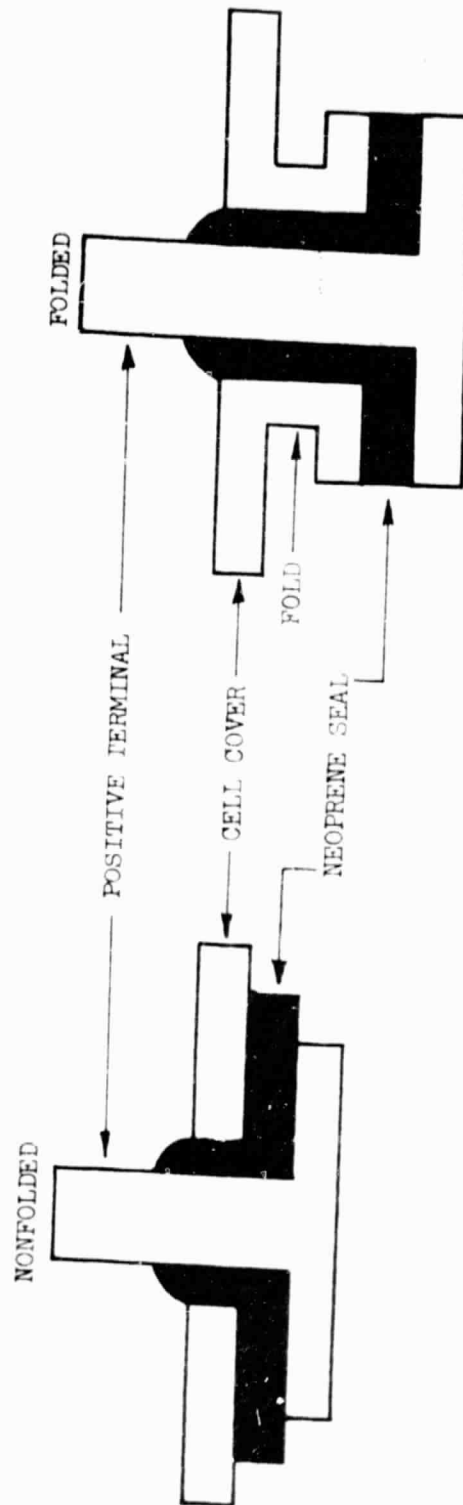 NONFOLDED
FOLDED
POSITIVE TERMINAL
CELL COVER
FOLD
NEOPRENE SEAL